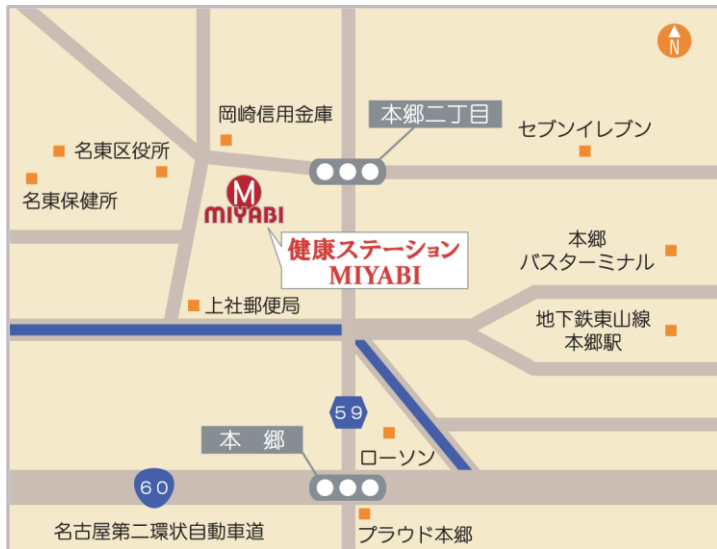 N
岡崎信用金庫
本郷二丁目
セブンイレブン
名東区役所
名東保健所
M
MIYABI
健康ステーション
MIYABI
本郷
バスターミナル
上社郵便局
地下鉄東山線
本郷駅
59
本郷
ローソン
60
名古屋第二環状自動車道
プラウド本郷